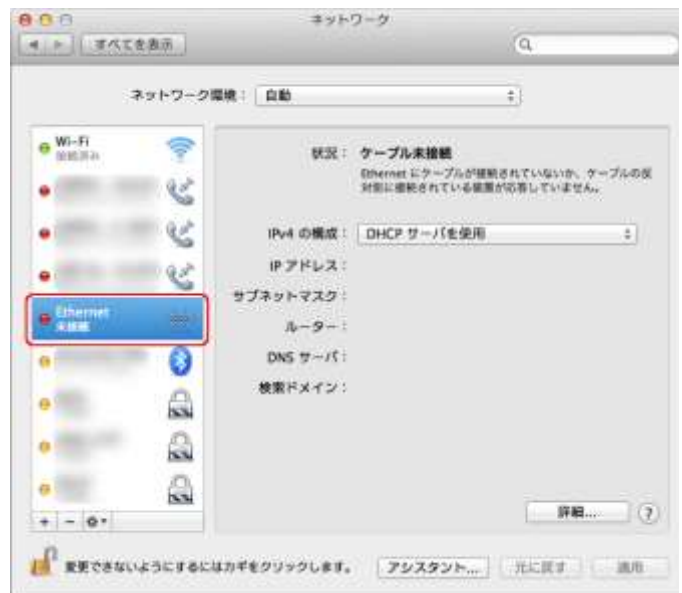 ネットワーク
すべてを表示
ネットワーク環境： 自動
Wi-Fi
接続済み
Ethernet
未接続
状況： ケーブル未接続
Ethernet にケーブルが接続されていないか、ケーブルの反
対側に接続されている装置が応答していません。
IPv4 の構成： DHCP サーバを使用
IP アドレス：
サブネットマスク：
ルーター：
DNS サーバ：
検索ドメイン：
詳細... ?
+ -
変更できないようにするにはカギをクリックします。
アシスタント... 元に戻す 適用